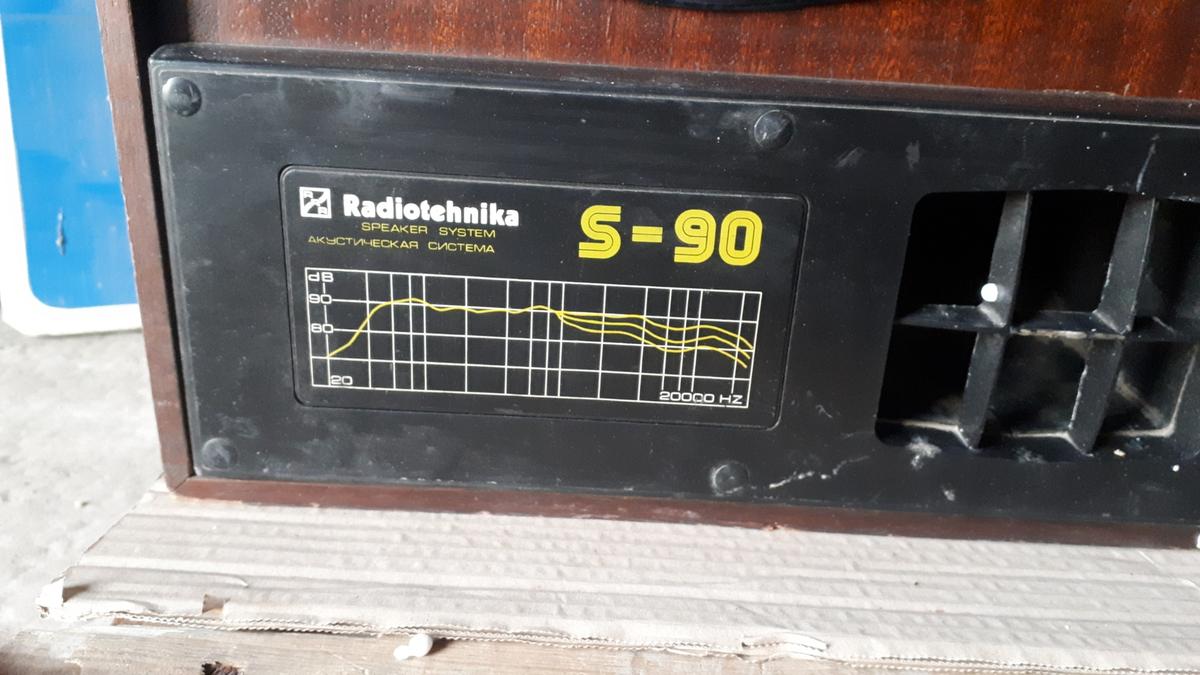 Radiotehnika
SPEAKER SYSTEM
АКУСТИЧЕСКАЯ СИСТЕМА
S-90
dB
90
80
20
20000 HZ